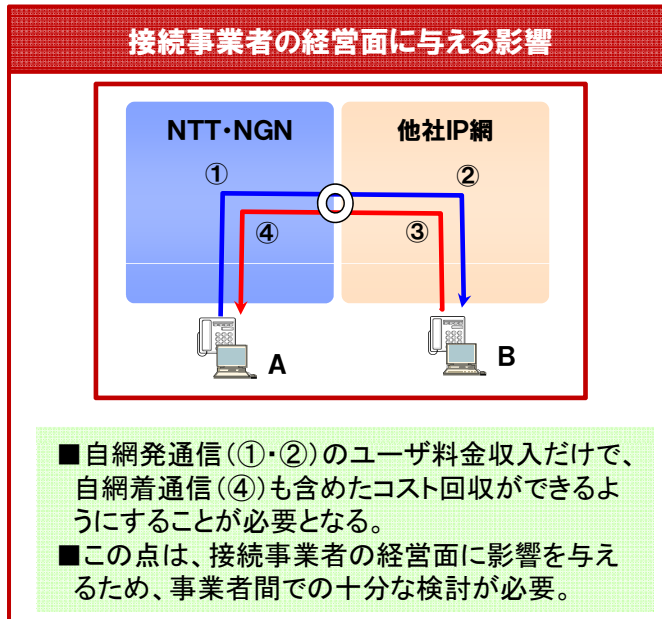 接続事業者の経営面に与える影響
NTT・NGN
他社IP網
①
②
④
③
A
B
■自網発通信(①・②)のユーザ料金収入だけで、
自網着通信(④)も含めたコスト回収ができるよ
うにすることが必要となる。
■この点は、接続事業者の経営面に影響を与え
るため、事業者間での十分な検討が必要。